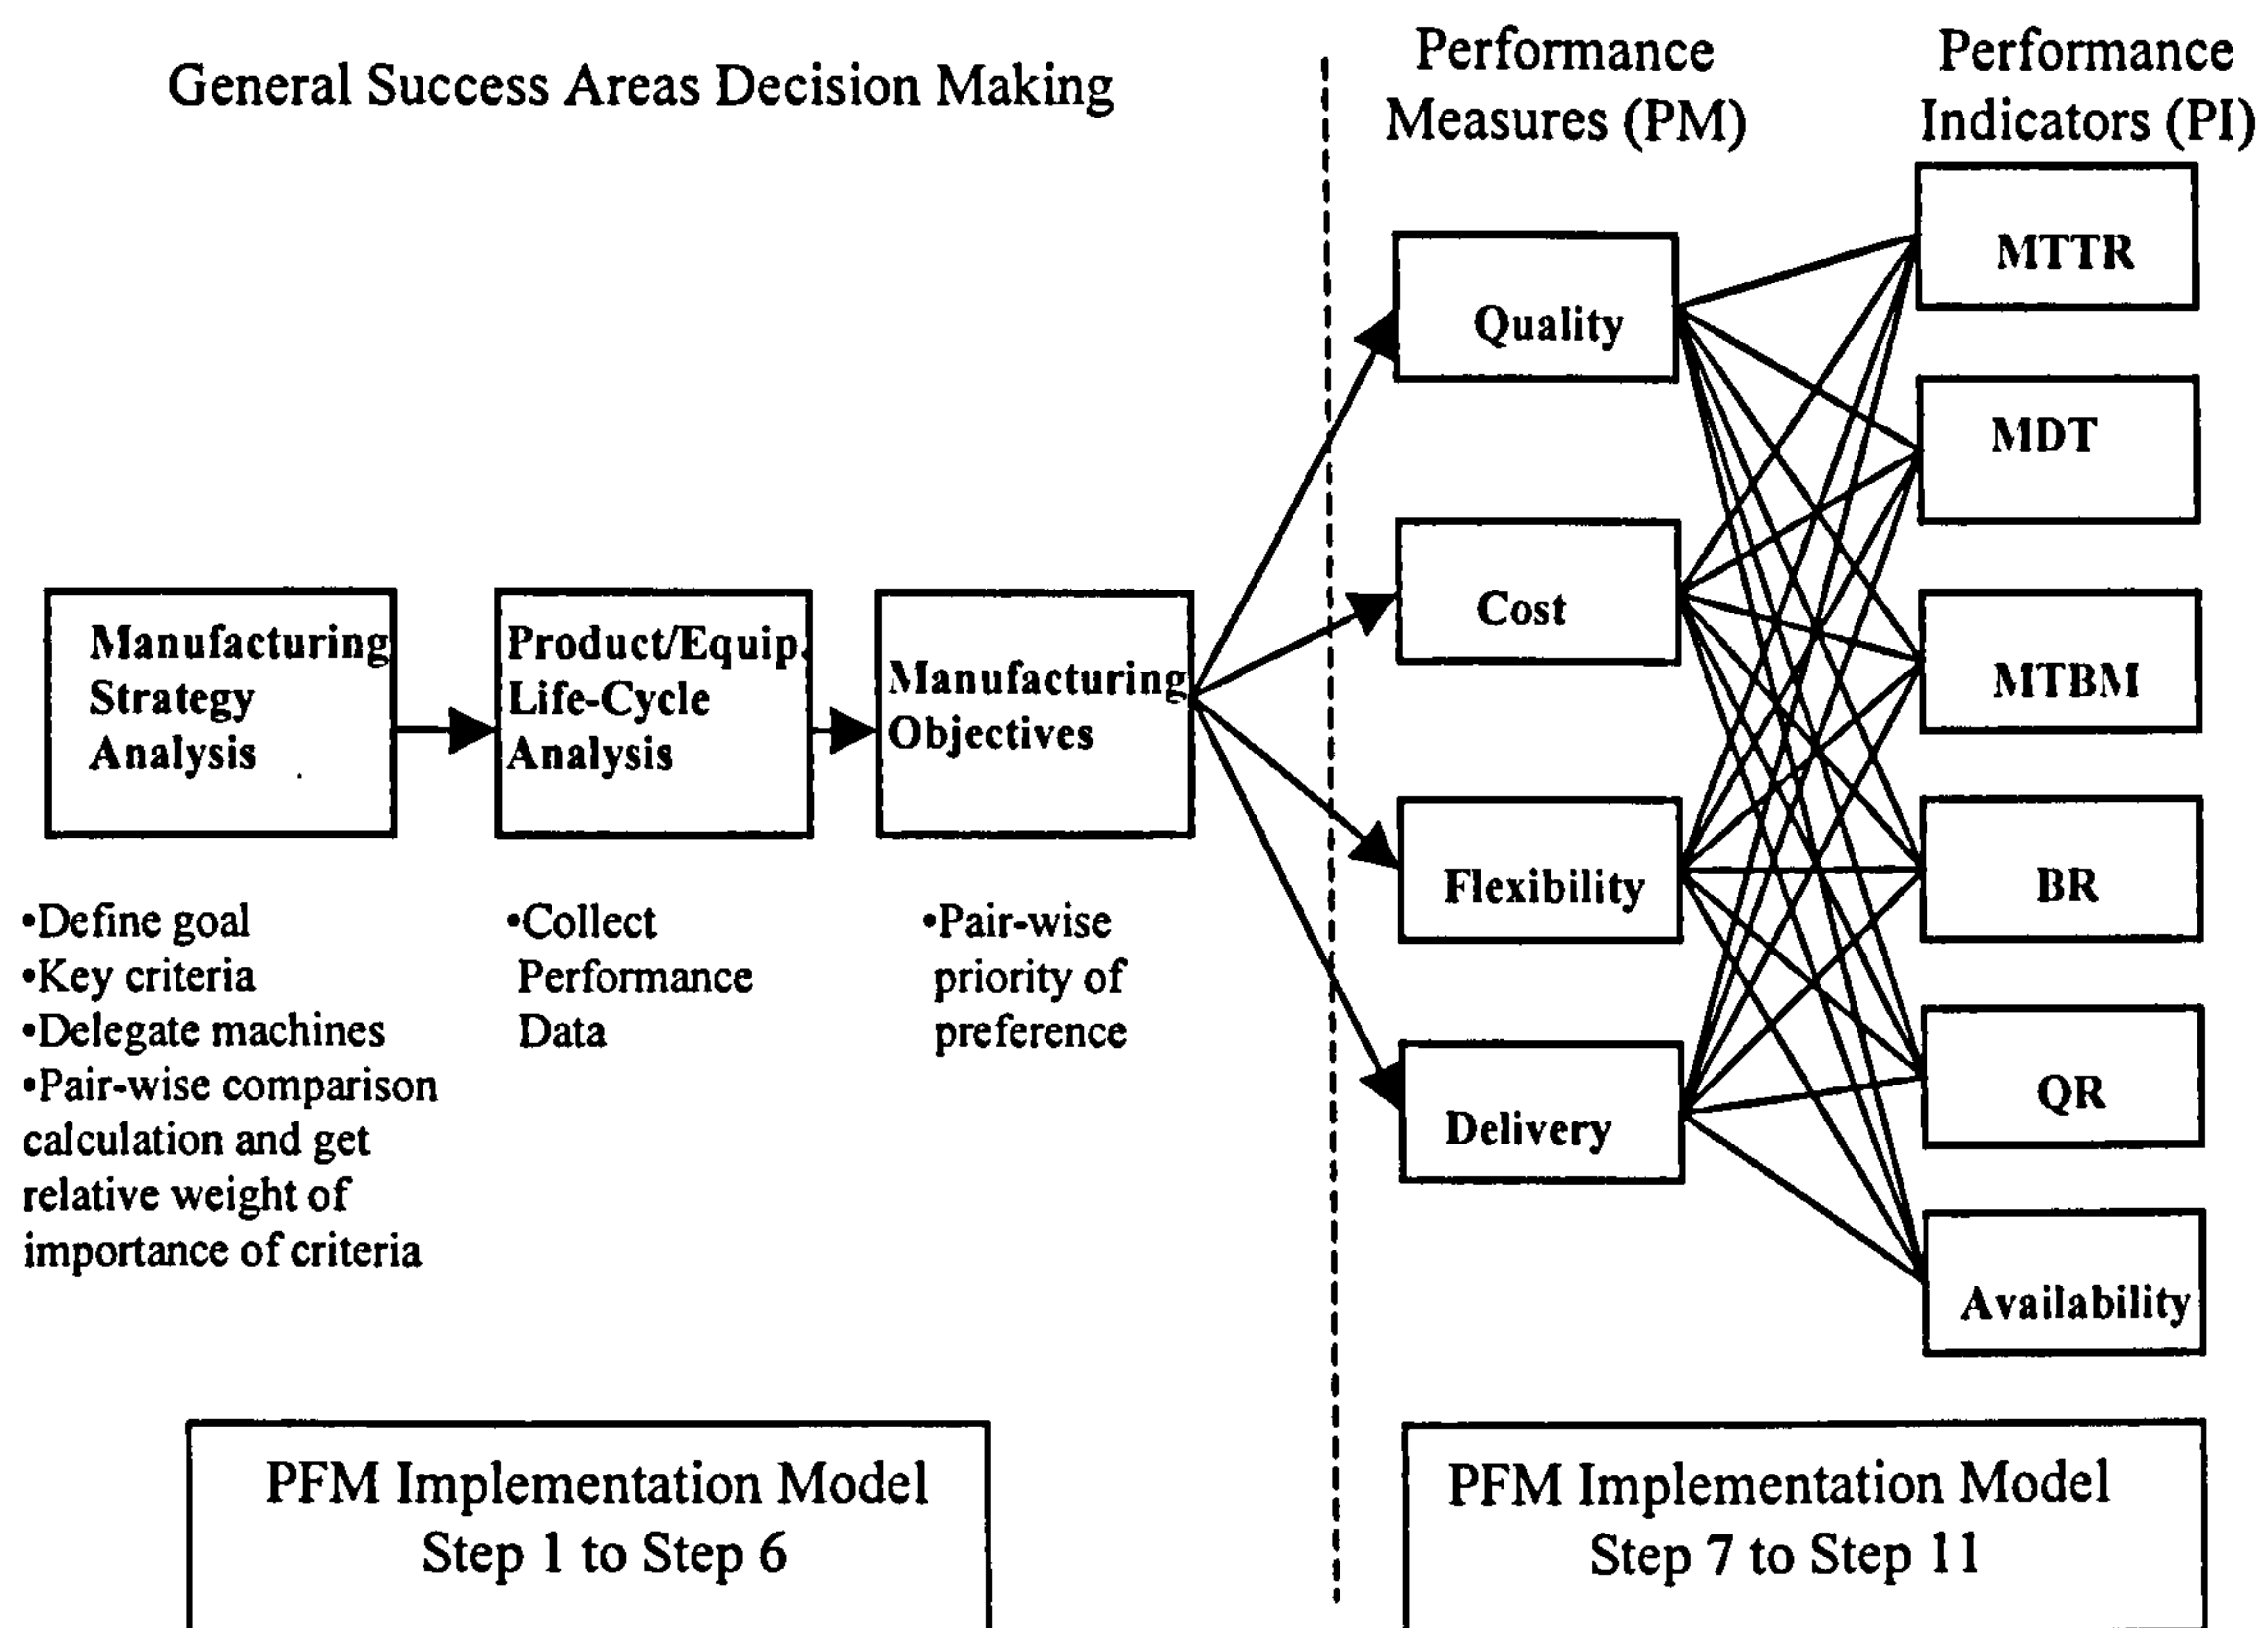 General Success Areas Decision Making
Performance
Measures (PM)
Performance
Indicators (PI)
Manufacturing
Strategy
Analysis
Product/Equip.
Life-Cycle
Analysis
Manufacturing
Objectives
•Define goal
•Key criteria
•Delegate machines
•Pair-wise comparison
calculation and get
relative weight of
importance of criteria
•Collect
Performance
Data
•Pair-wise
priority of
preference
Quality
Cost
Flexibility
Delivery
MTTR
MDT
MTBM
BR
QR
Availability
PFM Implementation Model
Step 1 to Step 6
PFM Implementation Model
Step 7 to Step 11